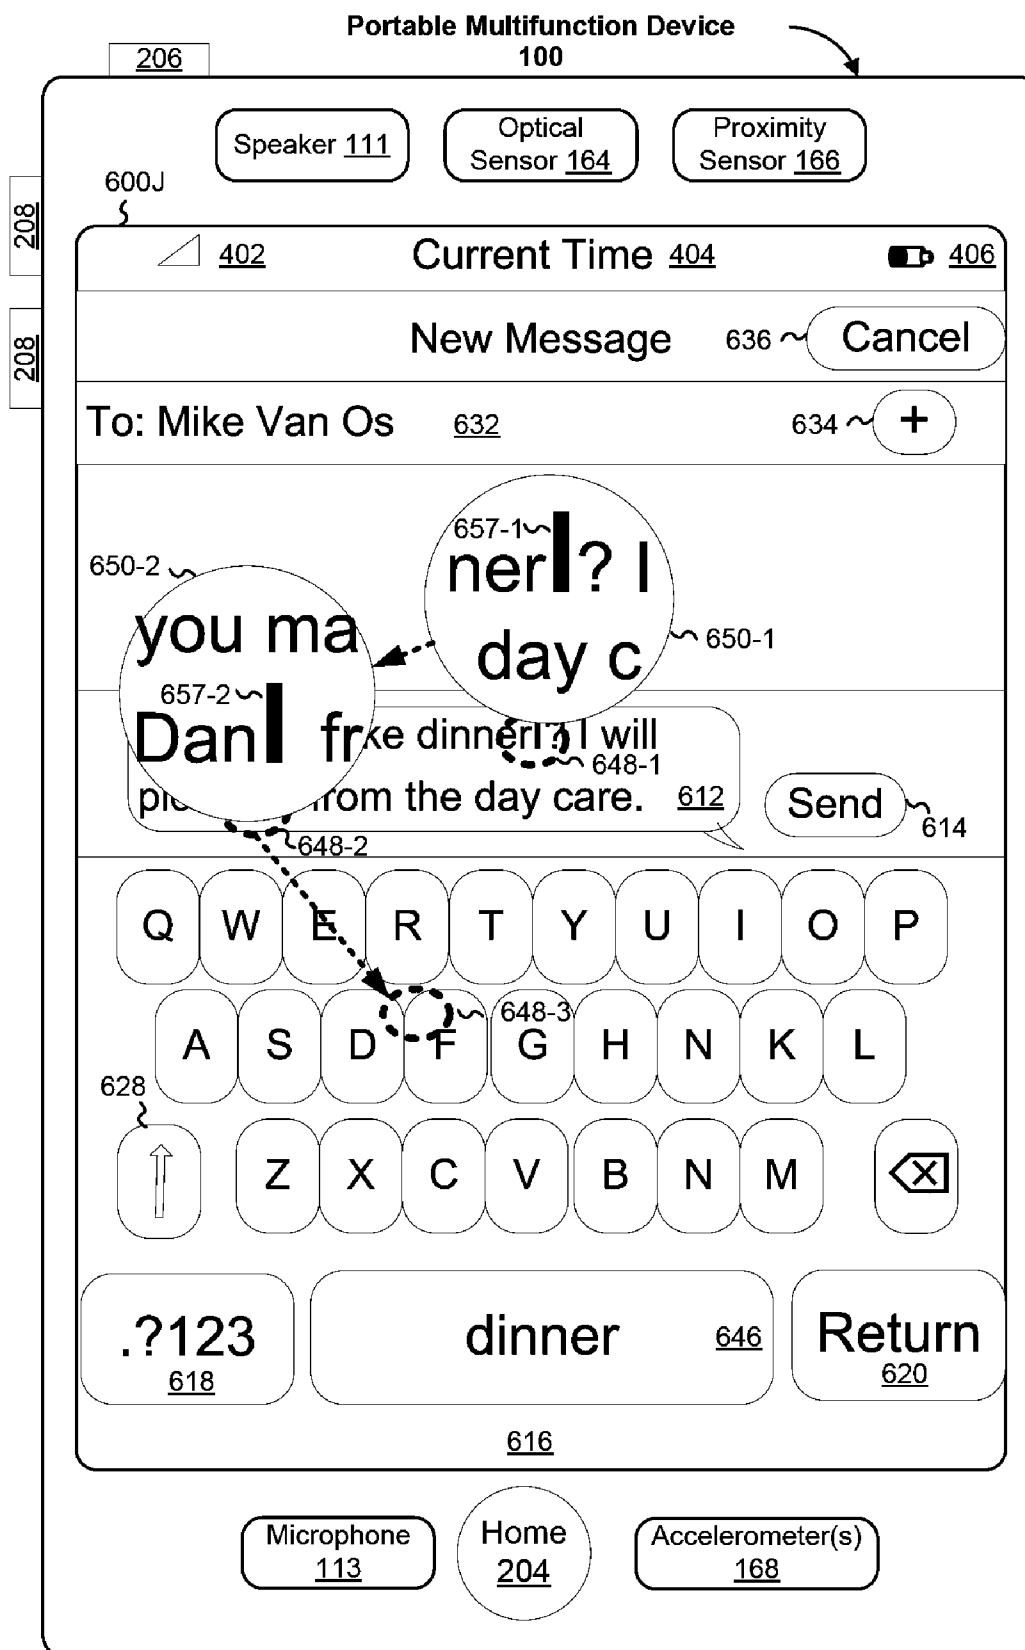 Portable Multifunction Device
100
206
Speaker 111
Optical
Sensor 164
Proximity
Sensor 166
600J
208
208
402
Current Time 404
406
New Message
636
Cancel
To: Mike Van Os
632
634
+
657-1
ner ? I
day c
650-1
650-2
you ma
657-2
Dan fr
ke dinner ? I will
648-1
from the day care.
612
Send
614
648-2
Q W E R T Y U I O P
648-3
A S D F G H N K L
628
Z X C V B N M
.?123
618
dinner
646
Return
620
616
Microphone
113
Home
204
Accelerometer(s)
168